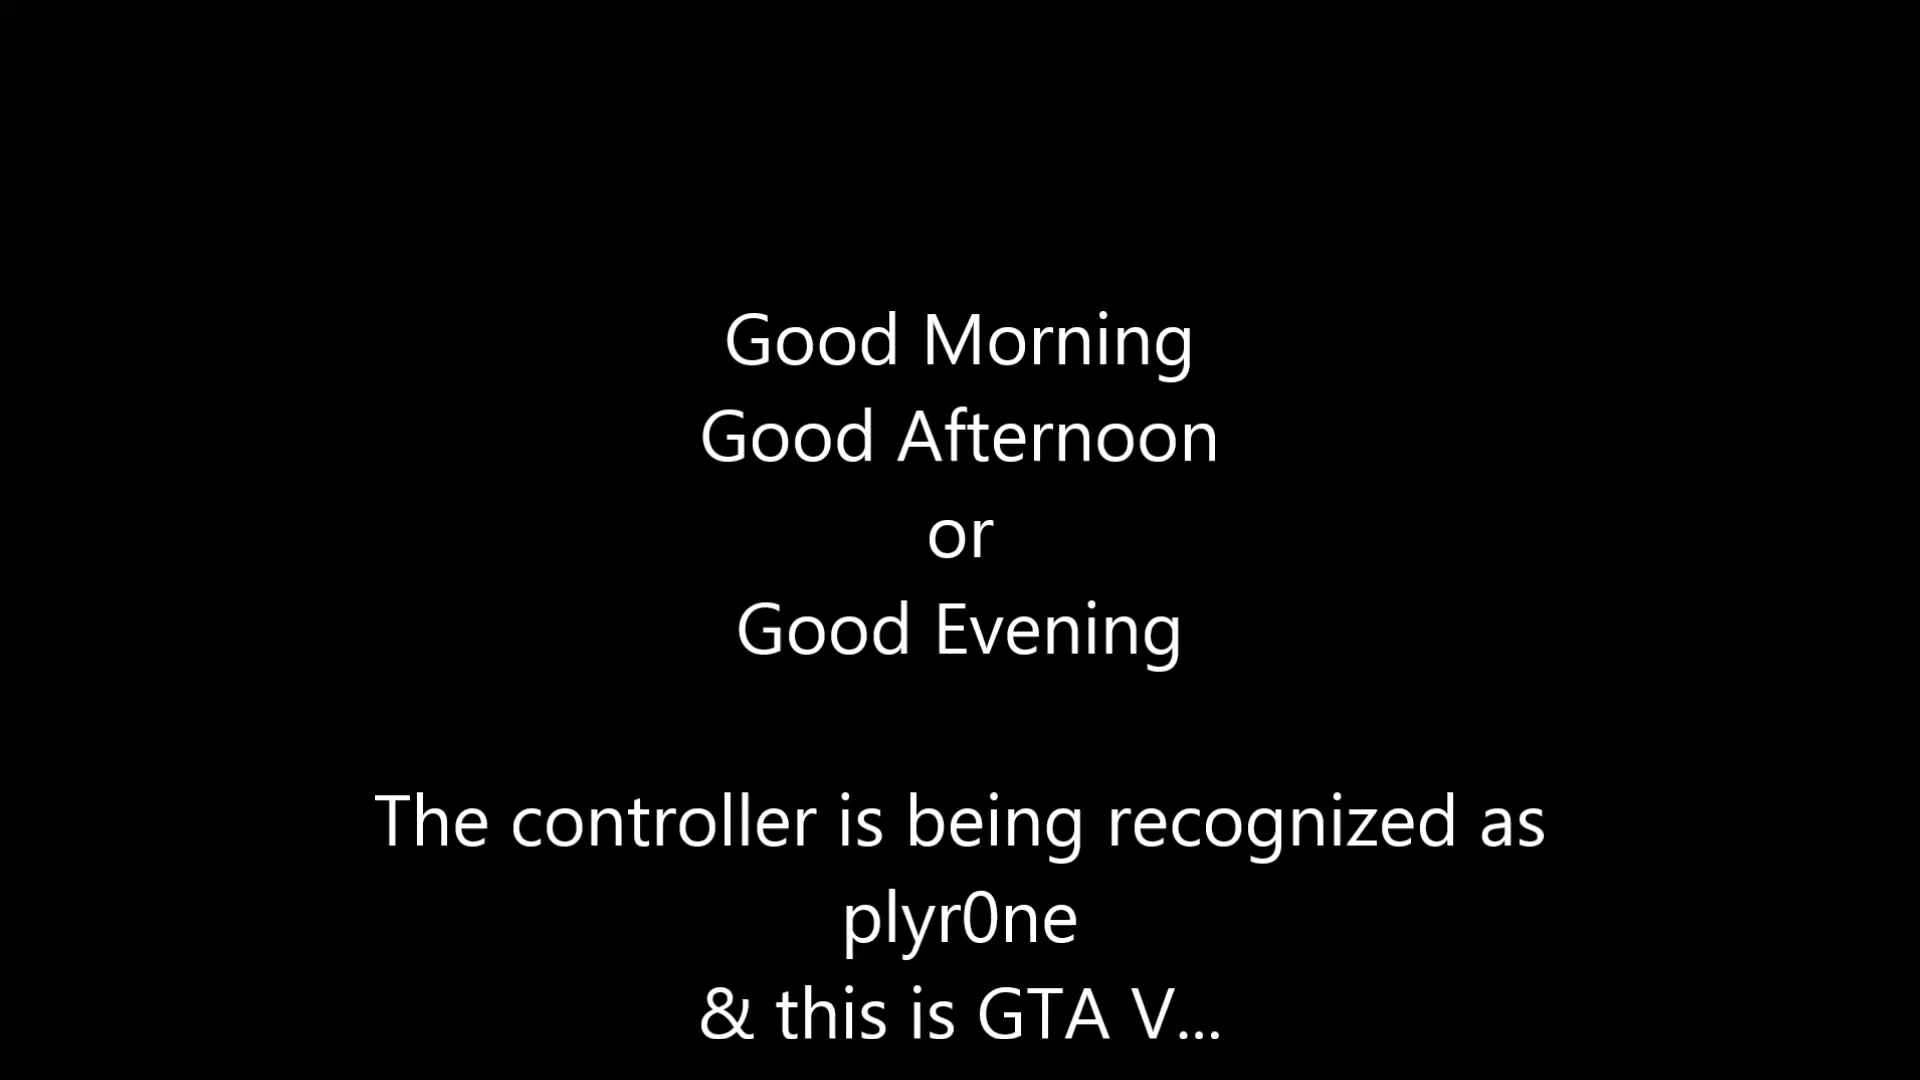 Good Morning
Good Afternoon
or
Good Evening
The controller is being recognized as
plyr0ne
& this is GTA V...